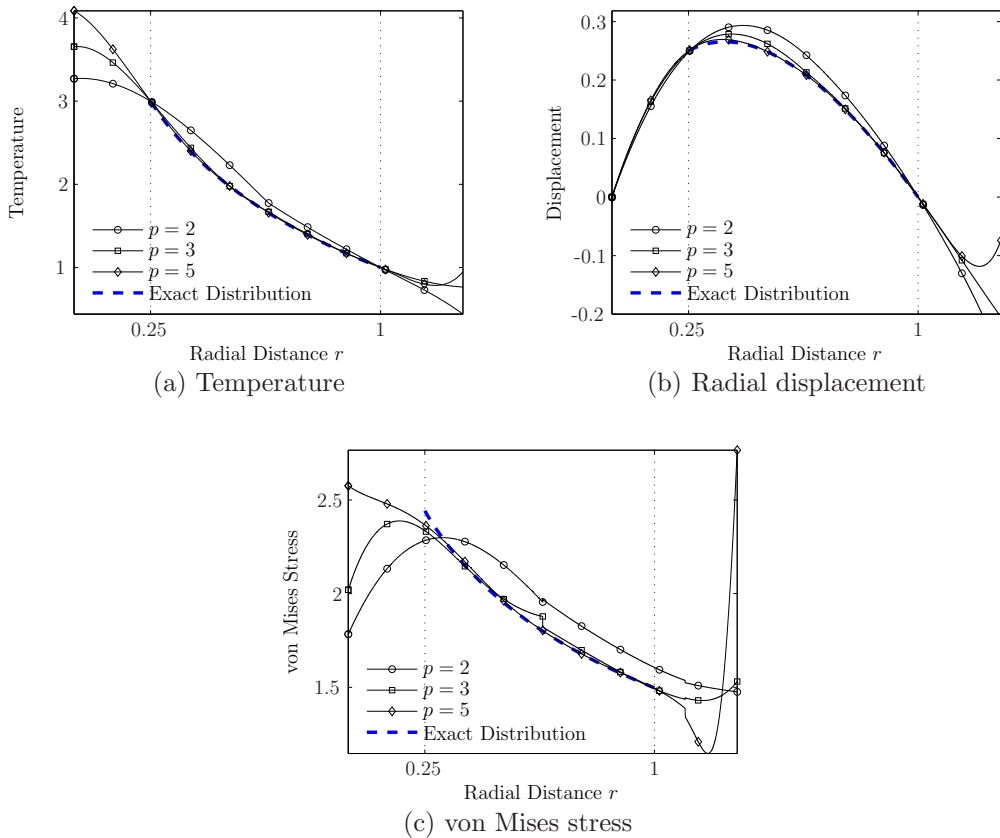 4
3
2
1
Temperature
p = 2
p = 3
p = 5
Exact Distribution
0.25
1
Radial Distance r
(a) Temperature
0.3
0.2
0.1
0
-0.1
-0.2
Displacement
p = 2
p = 3
p = 5
Exact Distribution
0.25
1
Radial Distance r
(b) Radial displacement
2.5
2
1.5
von Mises Stress
p = 2
p = 3
p = 5
Exact Distribution
0.25
1
Radial Distance r
(c) von Mises stress